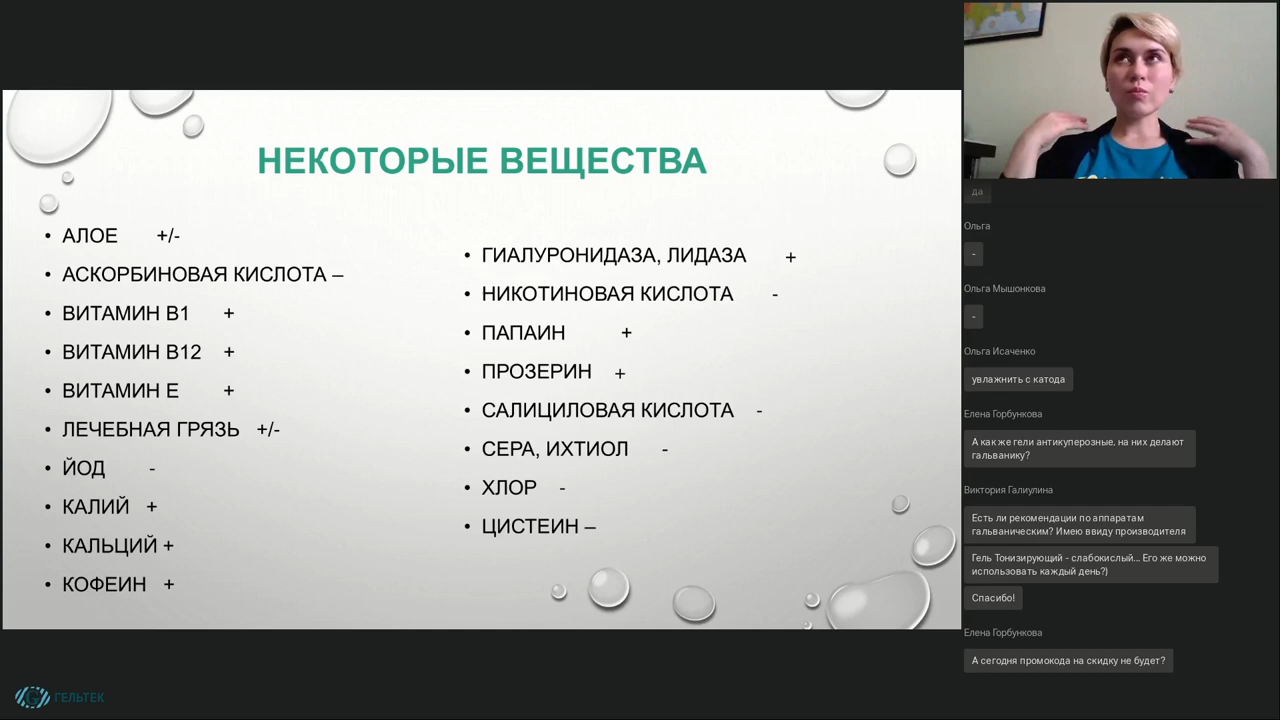 НЕКОТОРЫЕ ВЕЩЕСТВА
• АЛОЕ +/-
• АСКОРБИНОВАЯ КИСЛОТА –
• ВИТАМИН В1 +
• ВИТАМИН В12 +
• ВИТАМИН Е +
• ЛЕЧЕБНАЯ ГРЯЗЬ +/-
• ЙОД -
• КАЛИЙ +
• КАЛЬЦИЙ +
• КОФЕИН +
• ГИАЛУРОНИДАЗА, ЛИДАЗА +
• НИКОТИНОВАЯ КИСЛОТА -
• ПАПАИН +
• ПРОЗЕРИН +
• САЛИЦИЛОВАЯ КИСЛОТА -
• СЕРА, ИХТИОЛ -
• ХЛОР -
• ЦИСТЕИН –
да
Ольга
-
Ольга Мышонкова
-
Ольга Исаченко
увлажнить с катода
Елена Горбункова
А как же гели антикуперозные, на них делают
гальванику?
Виктория Галиулина
Есть ли рекомендации по аппаратам
гальваническим? Имею ввиду производителя
Гель Тонизирующий - слабокислый... Его же можно
использовать каждый день?)
Спасибо!
Елена Горбункова
А сегодня промокода на скидку не будет?
ГЕЛЬТЕК